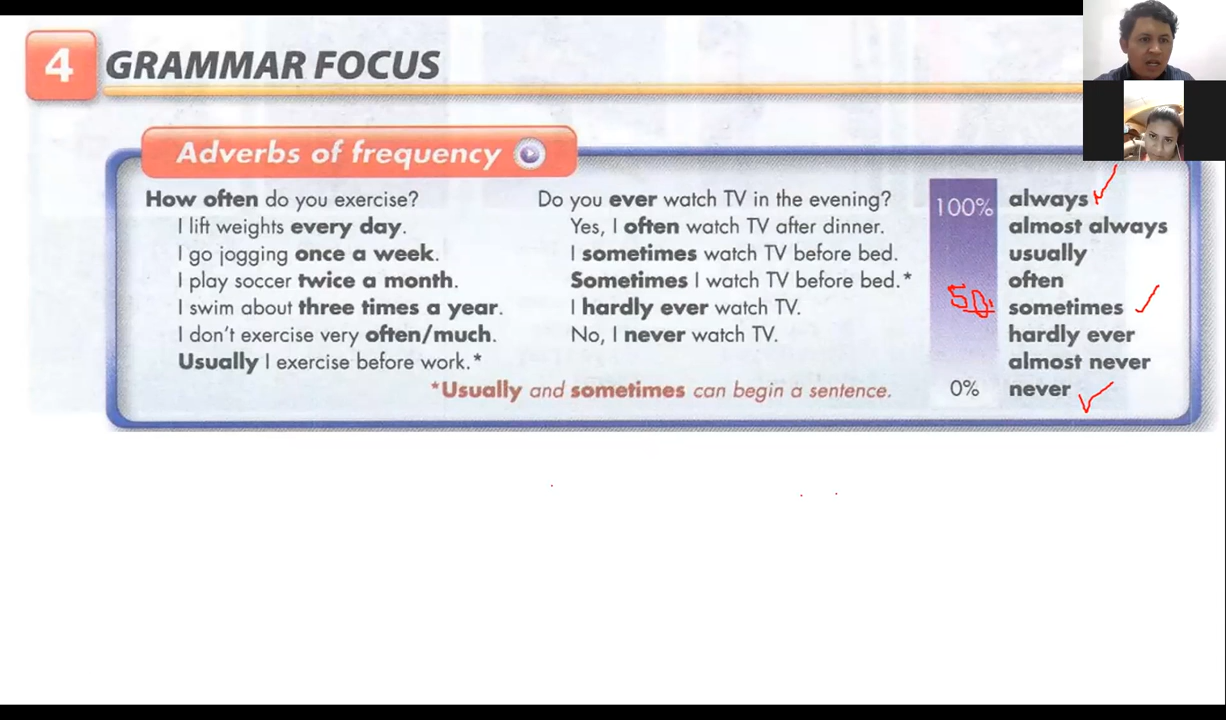 4 GRAMMAR FOCUS
Adverbs of frequency
How often do you exercise?
I lift weights every day.
I go jogging once a week.
I play soccer twice a month.
I swim about three times a year.
I don't exercise very often/much.
Usually I exercise before work.*
Do you ever watch TV in the evening?
Yes, I often watch TV after dinner.
I sometimes watch TV before bed.
Sometimes I watch TV before bed.*
I hardly ever watch TV.
No, I never watch TV.
*Usually and sometimes can begin a sentence.
100%
50%
0%
always
almost always
usually
often
sometimes
hardly ever
almost never
never